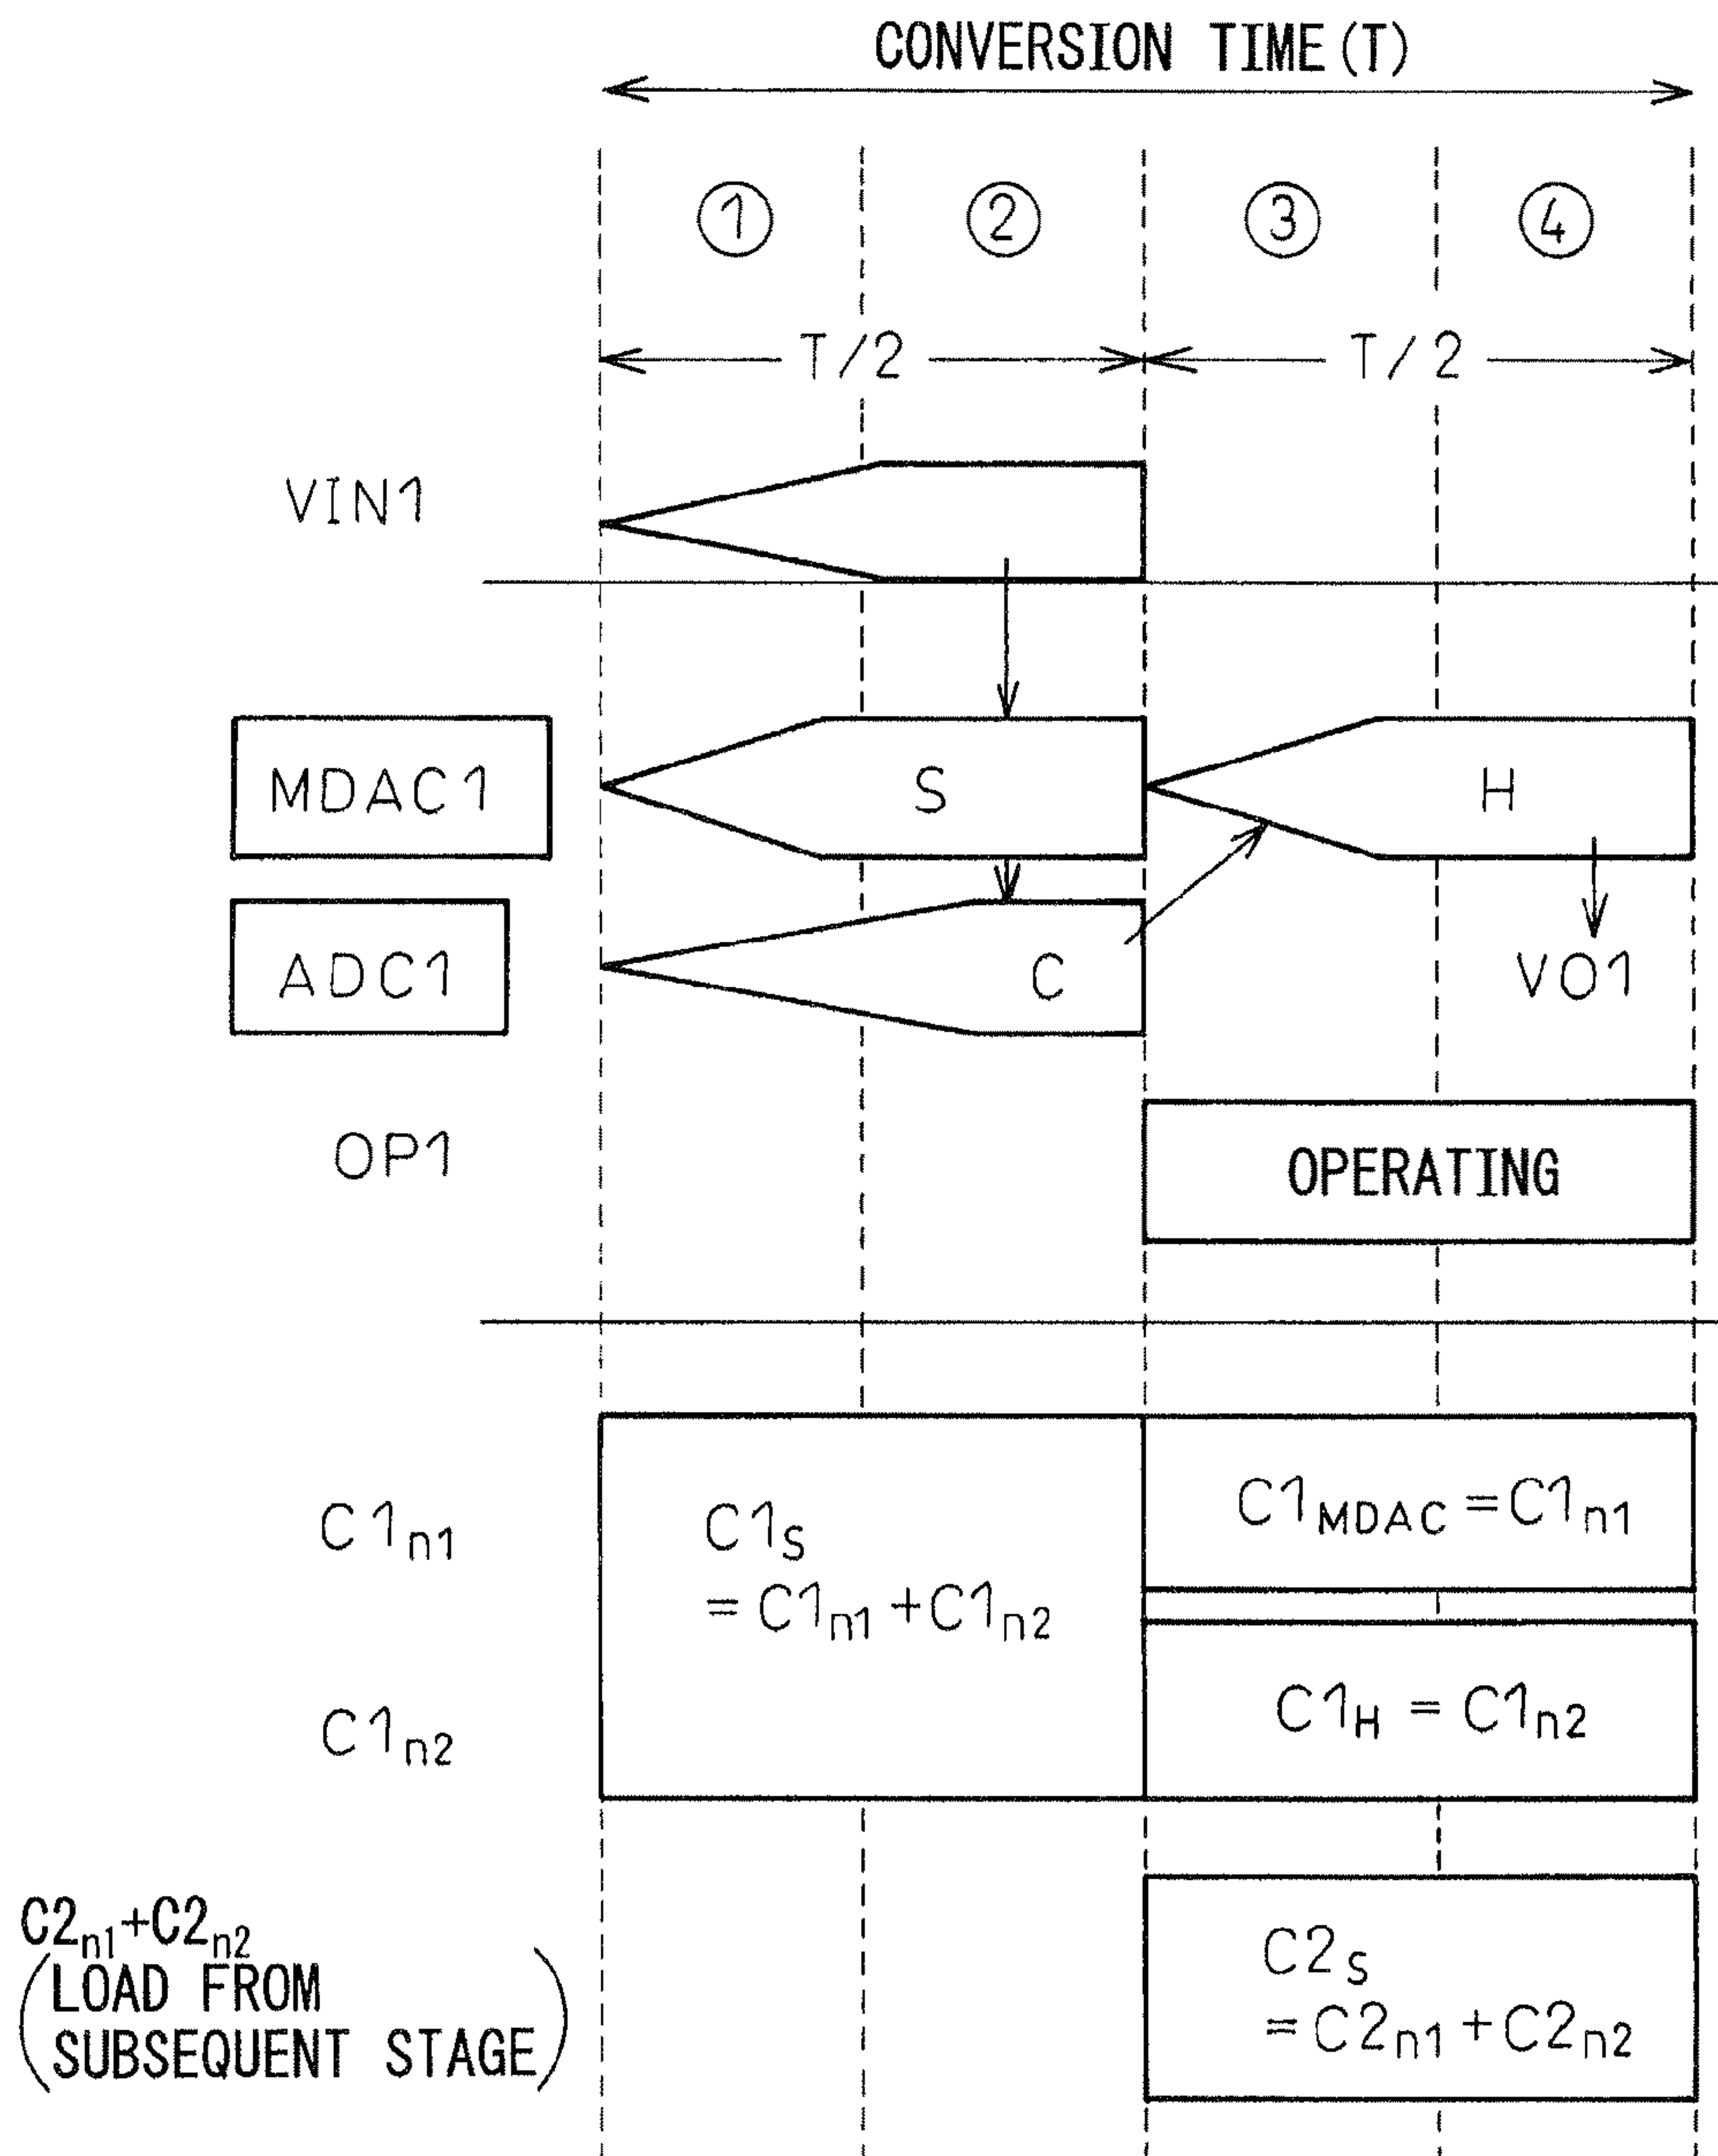 CONVERSION TIME (T)
① ② ③ ④
T/2 T/2
VIN1
MDAC1 S H
ADC1 C VO1
OP1 OPERATING
C1n1 C1S = C1n1 + C1n2 C1MDAC = C1n1
C1n2 C1H = C1n2
C2n1+C2n2
(LOAD FROM
SUBSEQUENT STAGE)
C2S
= C2n1 + C2n2